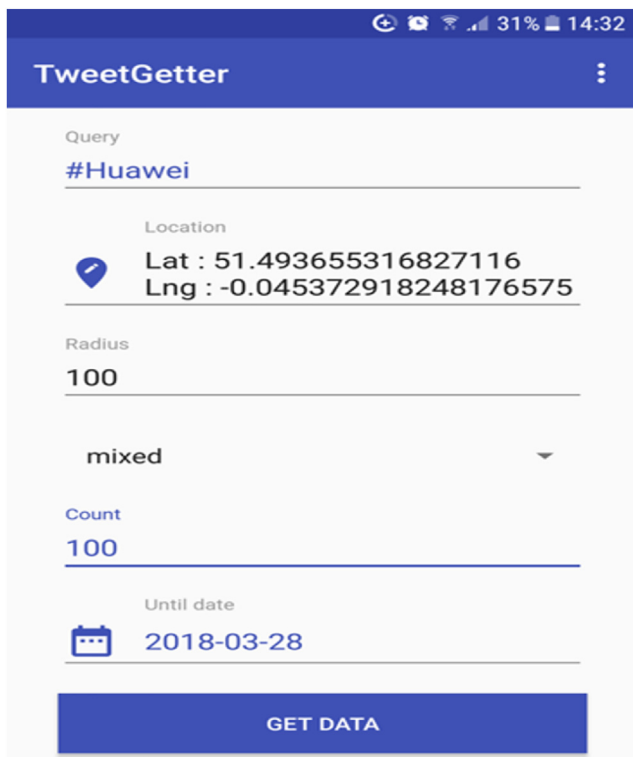 31% 14:32
TweetGetter
Query
#Huawei
Location
Lat : 51.493655316827116
Lng : -0.045372918248176575
Radius
100
mixed
Count
100
Until date
2018-03-28
GET DATA